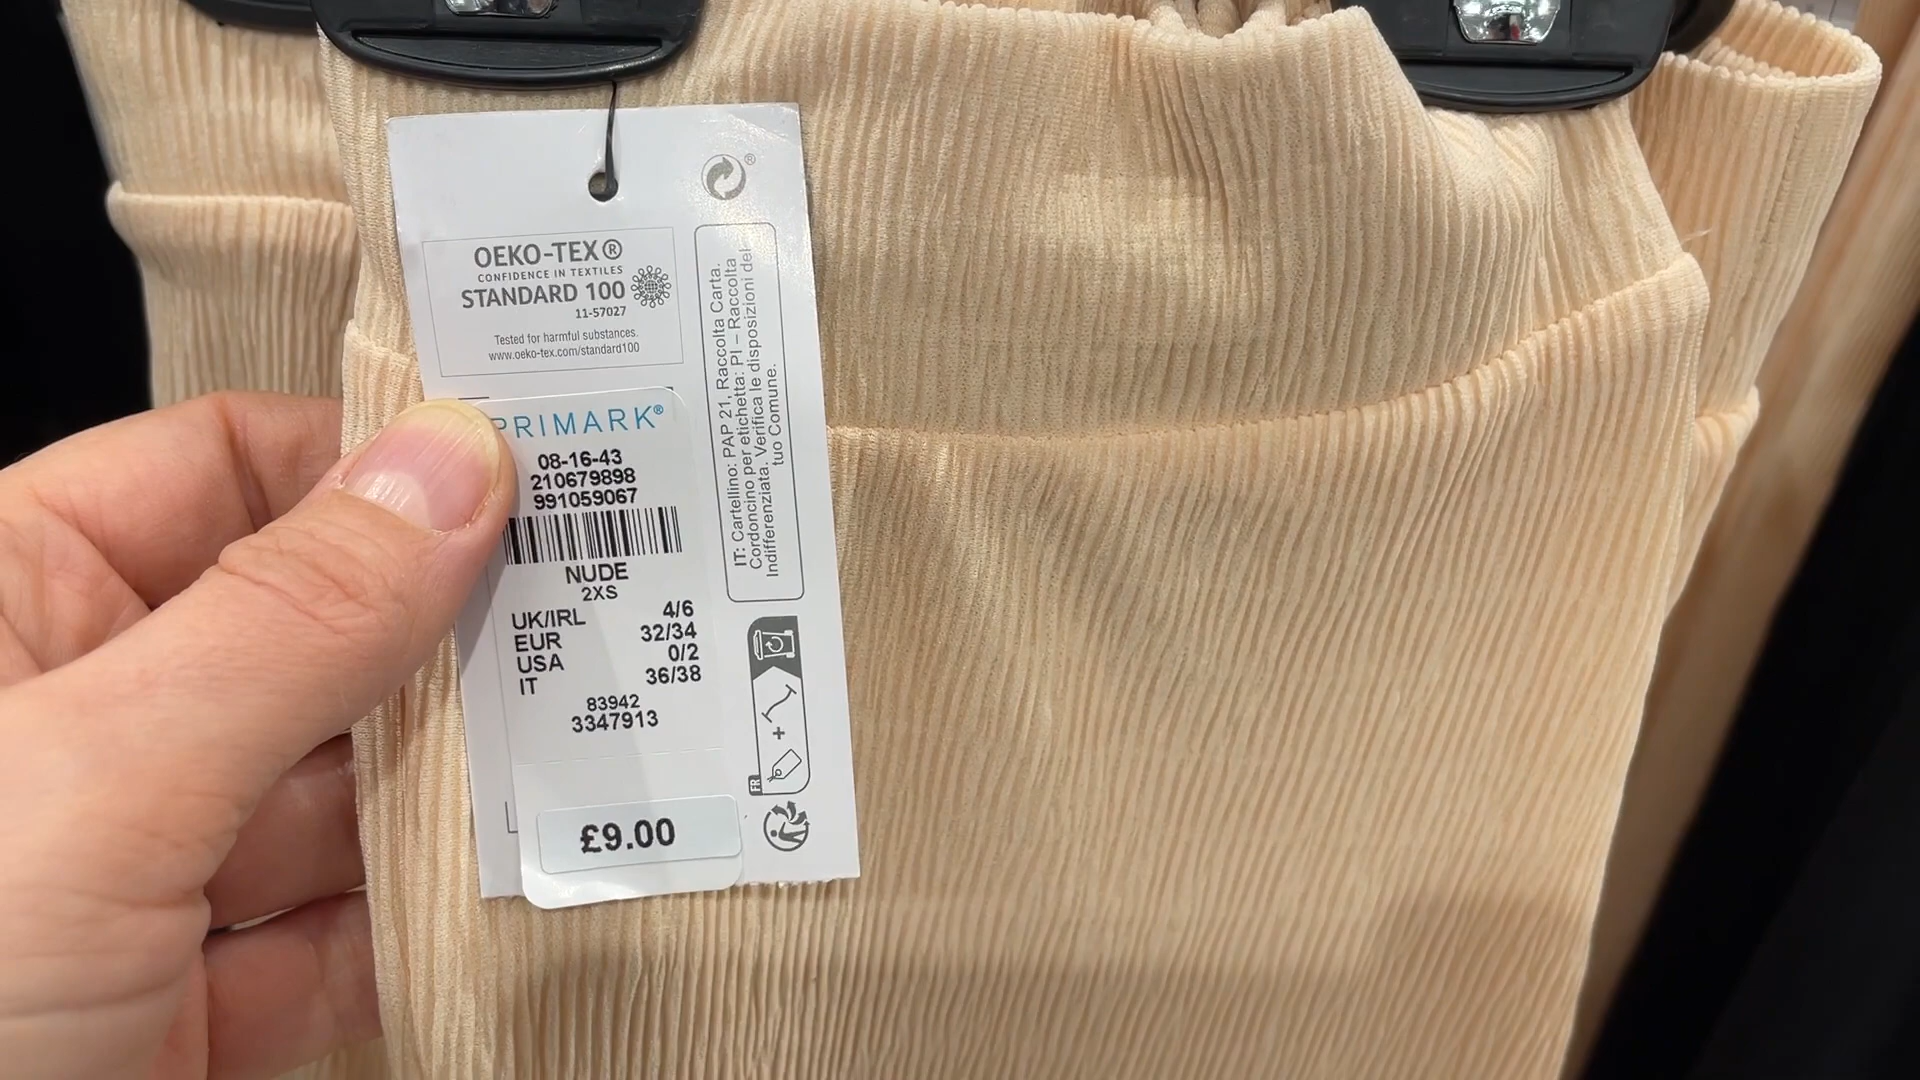 OEKO-TEX®
CONFIDENCE IN TEXTILES
STANDARD 100
11-57027
Tested for harmful substances.
www.oeko-tex.com/standard100
PRIMARK®
08-16-43
210679898
991059067
NUDE
2XS
UK/IRL 4/6
EUR 32/34
USA 0/2
IT 36/38
83942
3347913
£9.00
®
IT: Cartellino: PAP 21, Raccolta Carta.
Cordoncino per etichetta: PI – Raccolta
Indifferenziata. Verifica le disposizioni del
tuo Comune.
+
FR